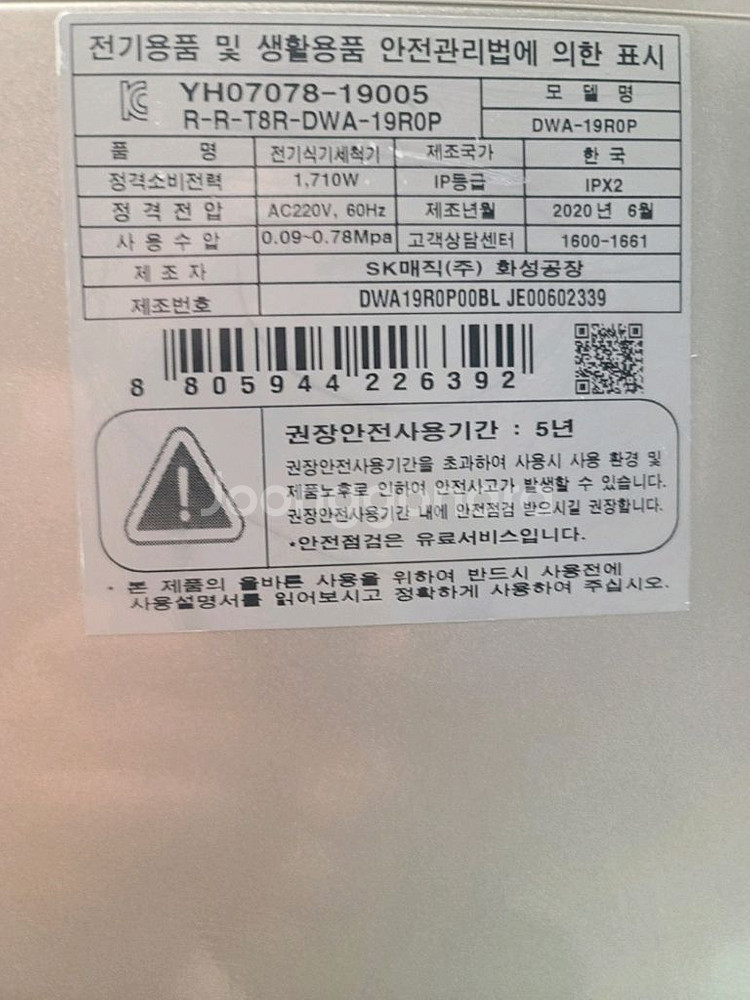 전기용품 및 생활용품 안전관리법에 의한 표시
YH07078-19005
R-R-T8R-DWA-19R0P
모 델 명
DWA-19R0P
품 명 전기식기세척기 제조국가 한 국
정격소비전력 1,710W IP등급 IPX2
정 격 전 압 AC220V, 60Hz 제조년월 2020년 6월
사 용 수 압 0.09~0.78Mpa 고객상담센터 1600-1661
제 조 자 SK매직(주) 화성공장
제조번호 DWA19R0P00BL JE00602339
8 805944 226392
권장안전사용기간 : 5년
권장안전사용기간을 초과하여 사용시 사용 환경 및
제품노후로 인하여 안전사고가 발생할 수 있습니다.
권장안전사용기간 내에 안전점검 받으시길 권장합니다.
•안전점검은 유료서비스입니다.
• 본 제품의 올바른 사용을 위하여 반드시 사용전에
사용설명서를 읽어보시고 정확하게 사용하여 주십시오.